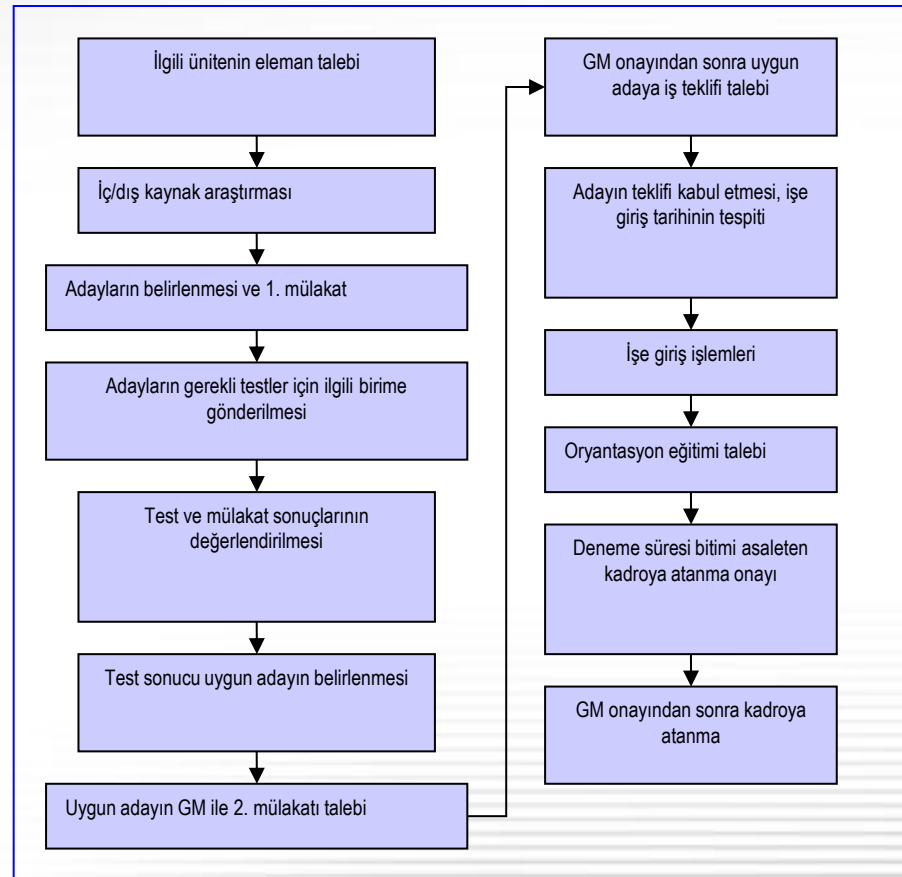 İlgili ünitenin eleman talebi
İç/dış kaynak araştırması
Adayların belirlenmesi ve 1. mülakat
Adayların gerekli testler için ilgili birime
gönderilmesi
Test ve mülakat sonuçlarının
değerlendirilmesi
Test sonucu uygun adayın belirlenmesi
Uygun adayın GM ile 2. mülakatı talebi
GM onayından sonra uygun
adaya iş teklifi talebi
Adayın teklifi kabul etmesi, işe
giriş tarihinin tespiti
İşe giriş işlemleri
Oryantasyon eğitimi talebi
Deneme süresi bitimi asaleten
kadroya atanma onayı
GM onayından sonra kadroya
atanma